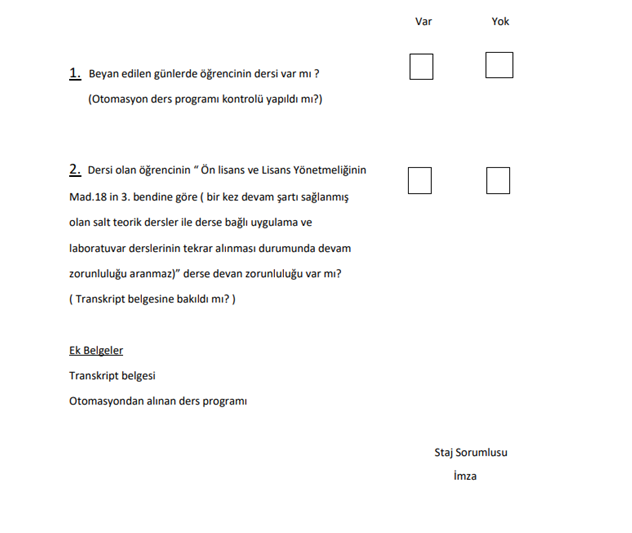 Var Yok
1. Beyan edilen günlerde öğrencinin dersi var mı ?
(Otomasyon ders programı kontrolü yapıldı mı?)
2. Dersi olan öğrencinin “ Ön lisans ve Lisans Yönetmeliğinin
Mad.18 in 3. bendine göre ( bir kez devam şartı sağlanmış
olan salt teorik dersler ile derse bağlı uygulama ve
laboratuvar derslerinin tekrar alınması durumunda devam
zorunluluğu aranmaz)” derse devan zorunluluğu var mı?
( Transkript belgesine bakıldı mı? )
Ek Belgeler
Transkript belgesi
Otomasyondan alınan ders programı
Staj Sorumlusu
İmza